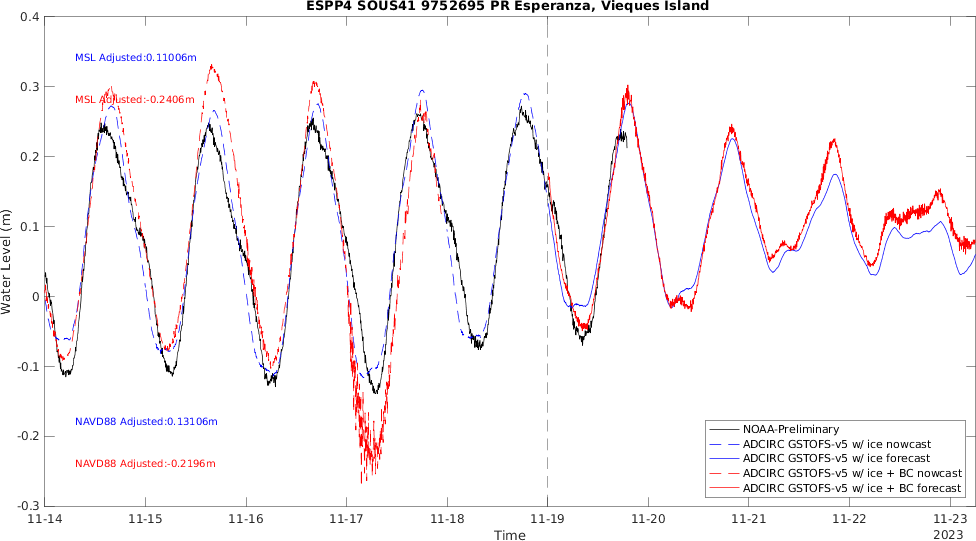 ESPP4 SOUS41 9752695 PR Esperanza, Vieques Island
0.4
0.3
0.2
0.1
0
-0.1
-0.2
-0.3
Water Level (m)
MSL Adjusted:0.11006m
MSL Adjusted:-0.2406m
NAVD88 Adjusted:0.13106m
NAVD88 Adjusted:-0.2196m
NOAA-Preliminary
ADCIRC GSTOFS-v5 w/ ice nowcast
ADCIRC GSTOFS-v5 w/ ice forecast
ADCIRC GSTOFS-v5 w/ ice + BC nowcast
ADCIRC GSTOFS-v5 w/ ice + BC forecast
11-14 11-15 11-16 11-17 11-18 11-19 11-20 11-21 11-22 11-23
2023
Time